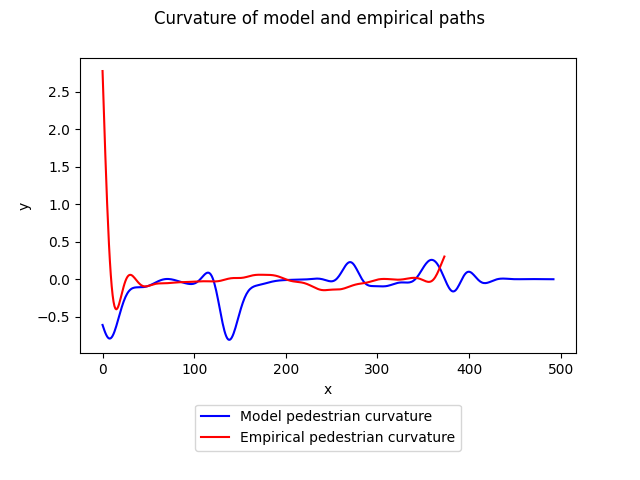 Curvature of model and empirical paths
2.5
2.0
1.5
1.0
0.5
0.0
−0.5
y
0 100 200 300 400 500
x
Model pedestrian curvature
Empirical pedestrian curvature